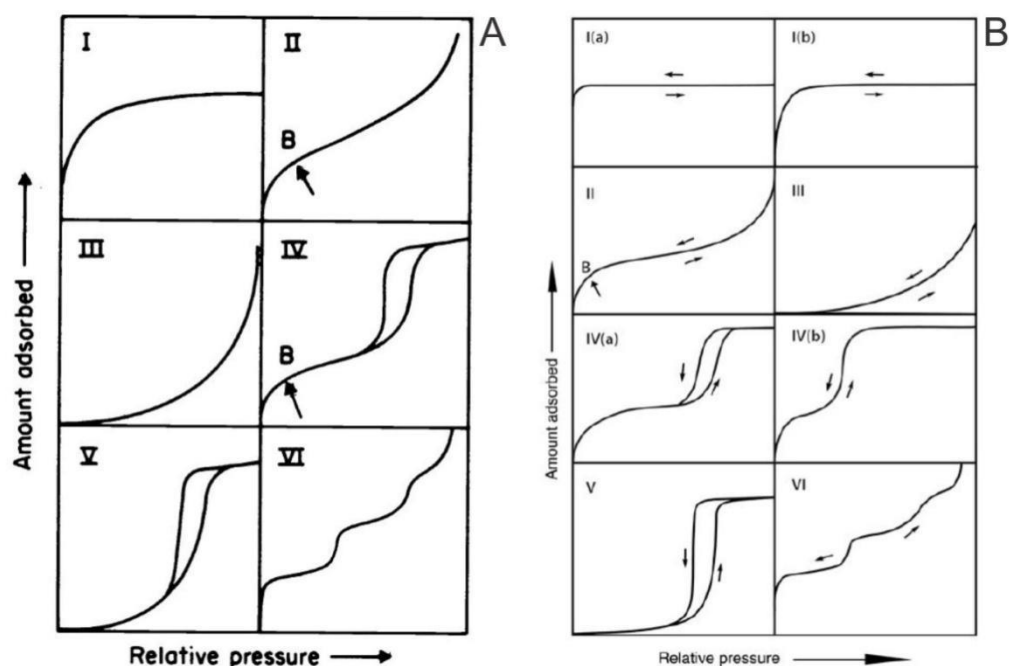 A
I
II
B
III
IV
B
V
VI
Amount adsorbed
Relative pressure
B
I(a)
I(b)
II
B
III
IV(a)
IV(b)
V
VI
Amount adsorbed
Relative pressure